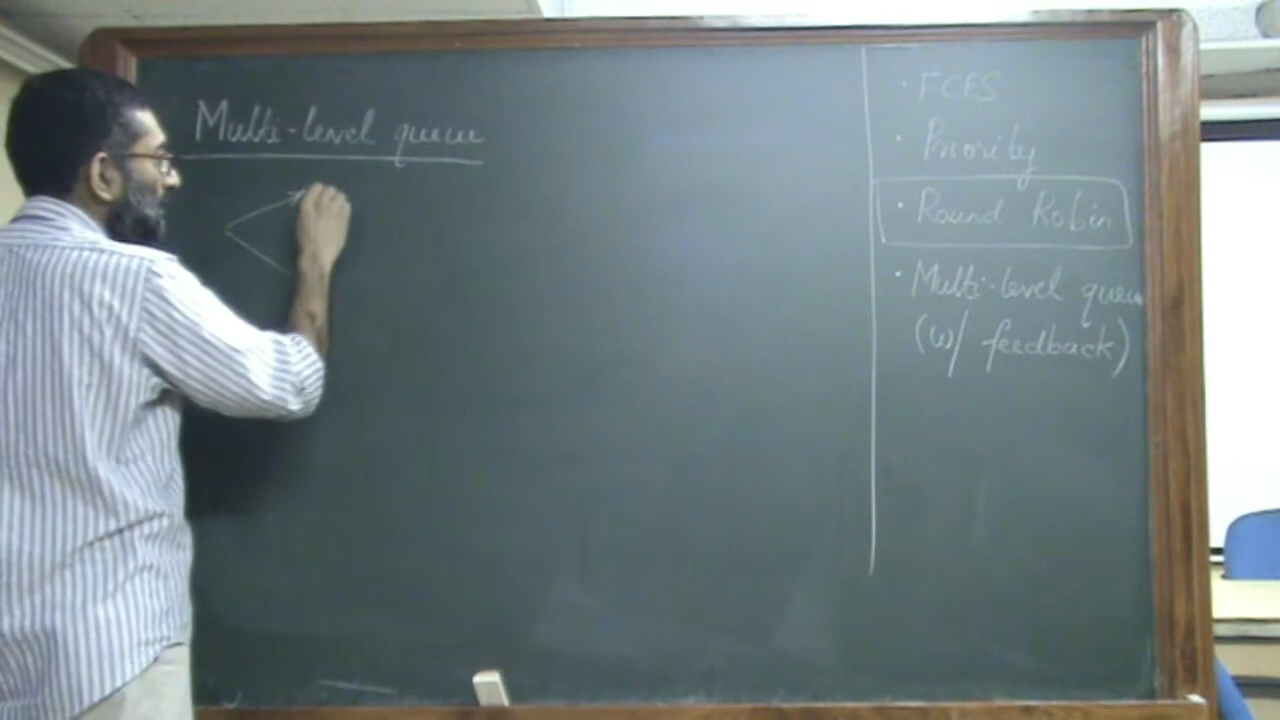 Multi-level queue
· FCFS
· Priority
· Round Robin
· Multi-level queue
(w/ feedback)